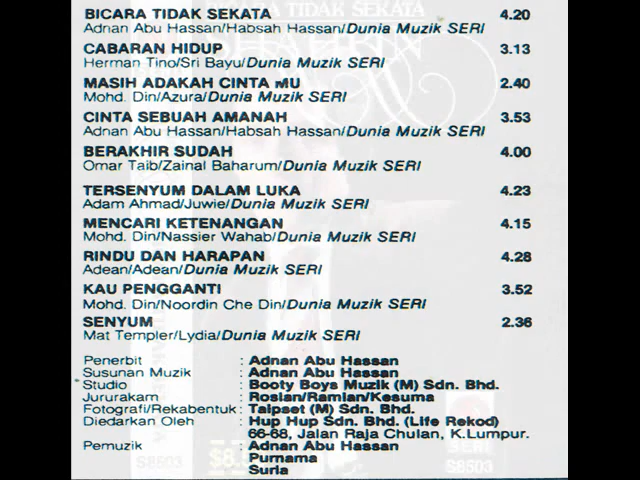 BICARA TIDAK SEKATA 4.20
Adnan Abu Hassan/Habsah Hassan/Dunia Muzik SERI
CABARAN HIDUP 3.13
Herman Tino/Sri Bayu/Dunia Muzik SERI
MASIH ADAKAH CINTA MU 2.40
Mohd. Din/Azura/Dunia Muzik SERI
CINTA SEBUAH AMANAH 3.53
Adnan Abu Hassan/Habsah Hassan/Dunia Muzik SERI
BERAKHIR SUDAH 4.00
Omar Taib/Zainal Baharum/Dunia Muzik SERI
TERSENYUM DALAM LUKA 4.23
Adam Ahmad/Juwie/Dunia Muzik SERI
MENCARI KETENANGAN 4.15
Mohd. Din/Nassier Wahab/Dunia Muzik SERI
RINDU DAN HARAPAN 4.28
Adean/Adean/Dunia Muzik SERI
KAU PENGGANTI 3.52
Mohd. Din/Noordin Che Din/Dunia Muzik SERI
SENYUM 2.36
Mat Templer/Lydia/Dunia Muzik SERI
Penerbit : Adnan Abu Hassan
Susunan Muzik : Adnan Abu Hassan
Studio : Booty Boys Muzik (M) Sdn. Bhd.
Jururakam : Roslan/Ramlan/Kesuma
Fotografi/Rekabentuk : Taipset (M) Sdn. Bhd.
Diedarkan Oleh : Hup Hup Sdn. Bhd. (Life Rekod)
66-68, Jalan Raja Chulan, K.Lumpur.
Pemuzik : Adnan Abu Hassan
Purnama
Suria
S8503
S8503